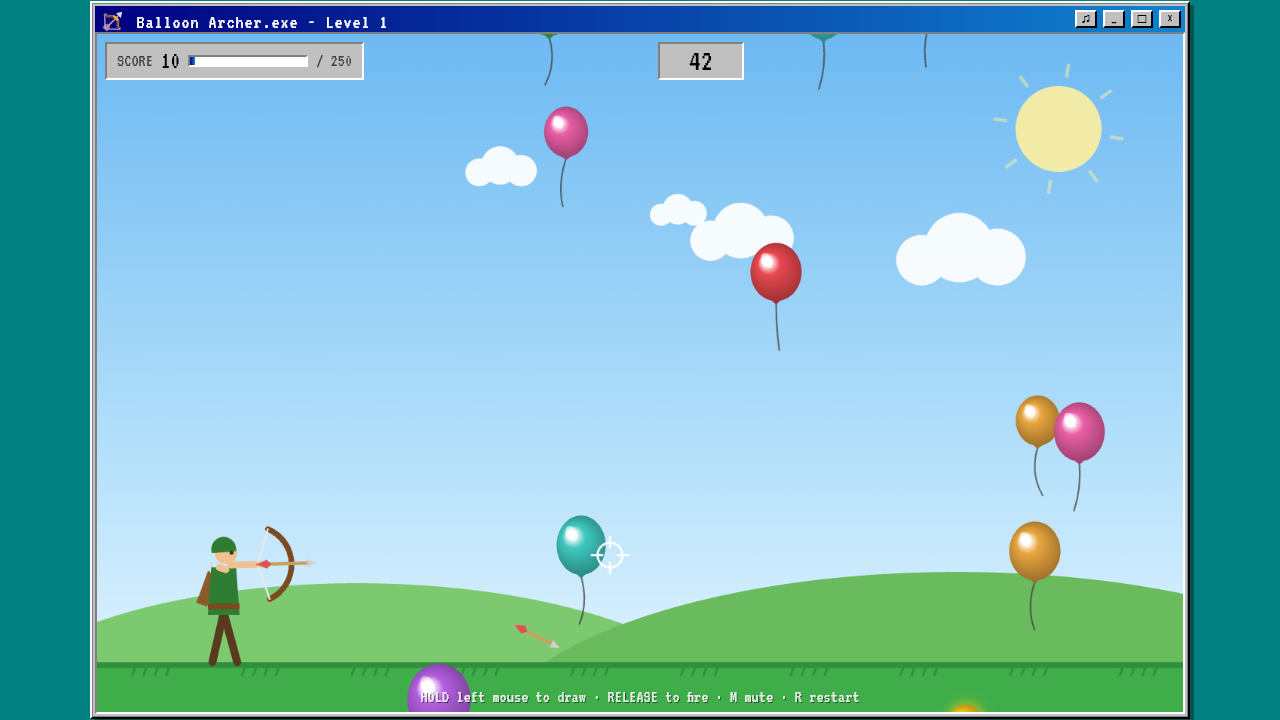 Balloon Archer.exe - Level 1
SCORE 10 / 250
42
HOLD left mouse to draw · RELEASE to fire · M mute · R restart